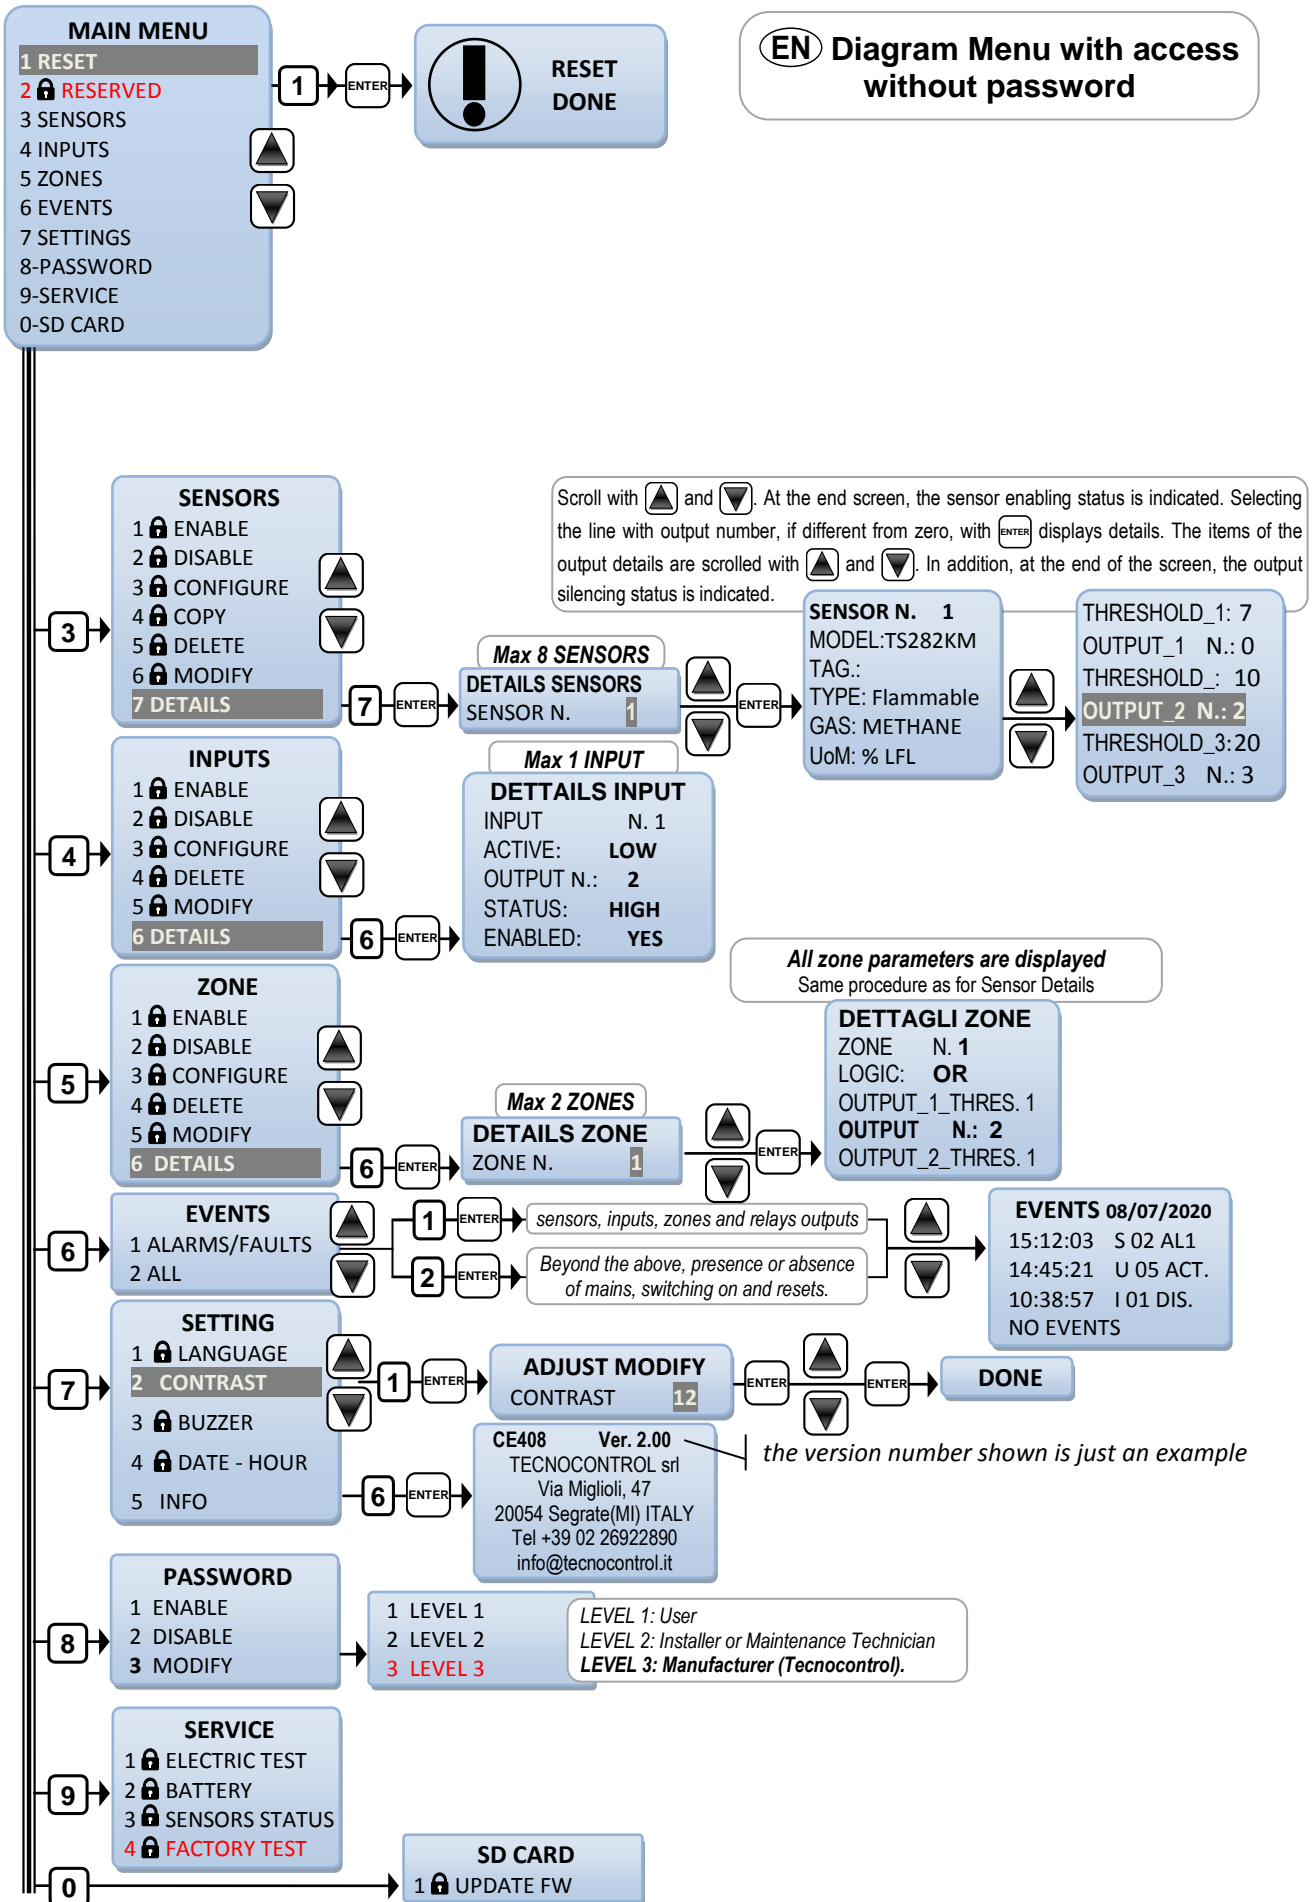 MAIN MENU
1 RESET
2 RESERVED
3 SENSORS
4 INPUTS
5 ZONES
6 EVENTS
7 SETTINGS
8-PASSWORD
9-SERVICE
0-SD CARD
1
ENTER
RESET
DONE
EN Diagram Menu with access
without password
3
SENSORS
1 ENABLE
2 DISABLE
3 CONFIGURE
4 COPY
5 DELETE
6 MODIFY
7 DETAILS
7
ENTER
Max 8 SENSORS
DETAILS SENSORS
SENSOR N. 1
ENTER
Scroll with and . At the end screen, the sensor enabling status is indicated. Selecting
the line with output number, if different from zero, with ENTER displays details. The items of the
output details are scrolled with and . In addition, at the end of the screen, the output
silencing status is indicated.
SENSOR N. 1
MODEL:TS282KM
TAG.:
TYPE: Flammable
GAS: METHANE
UoM: % LFL
THRESHOLD_1: 7
OUTPUT_1 N.: 0
THRESHOLD_: 10
OUTPUT_2 N.: 2
THRESHOLD_3:20
OUTPUT_3 N.: 3
4
INPUTS
1 ENABLE
2 DISABLE
3 CONFIGURE
4 DELETE
5 MODIFY
6 DETAILS
6
ENTER
Max 1 INPUT
DETTAILS INPUT
INPUT N. 1
ACTIVE: LOW
OUTPUT N.: 2
STATUS: HIGH
ENABLED: YES
5
ZONE
1 ENABLE
2 DISABLE
3 CONFIGURE
4 DELETE
5 MODIFY
6 DETAILS
6
ENTER
Max 2 ZONES
DETAILS ZONE
ZONE N. 1
ENTER
All zone parameters are displayed
Same procedure as for Sensor Details
DETTAGLI ZONE
ZONE N. 1
LOGIC: OR
OUTPUT_1_THRES. 1
OUTPUT N.: 2
OUTPUT_2_THRES. 1
6
EVENTS
1 ALARMS/FAULTS
2 ALL
1
ENTER
sensors, inputs, zones and relays outputs
2
ENTER
Beyond the above, presence or absence
of mains, switching on and resets.
EVENTS 08/07/2020
15:12:03 S 02 AL1
14:45:21 U 05 ACT.
10:38:57 I 01 DIS.
NO EVENTS
7
SETTING
1 LANGUAGE
2 CONTRAST
3 BUZZER
4 DATE - HOUR
5 INFO
1
ENTER
ADJUST MODIFY
CONTRAST 12
ENTER
ENTER
DONE
6
ENTER
CE408 Ver. 2.00
TECNOCONTROL srl
Via Miglioli, 47
20054 Segrate(MI) ITALY
Tel +39 02 26922890
info@tecnocontrol.it
the version number shown is just an example
8
PASSWORD
1 ENABLE
2 DISABLE
3 MODIFY
1 LEVEL 1
2 LEVEL 2
3 LEVEL 3
LEVEL 1: User
LEVEL 2: Installer or Maintenance Technician
LEVEL 3: Manufacturer (Tecnocontrol).
9
SERVICE
1 ELECTRIC TEST
2 BATTERY
3 SENSORS STATUS
4 FACTORY TEST
0
SD CARD
1 UPDATE FW